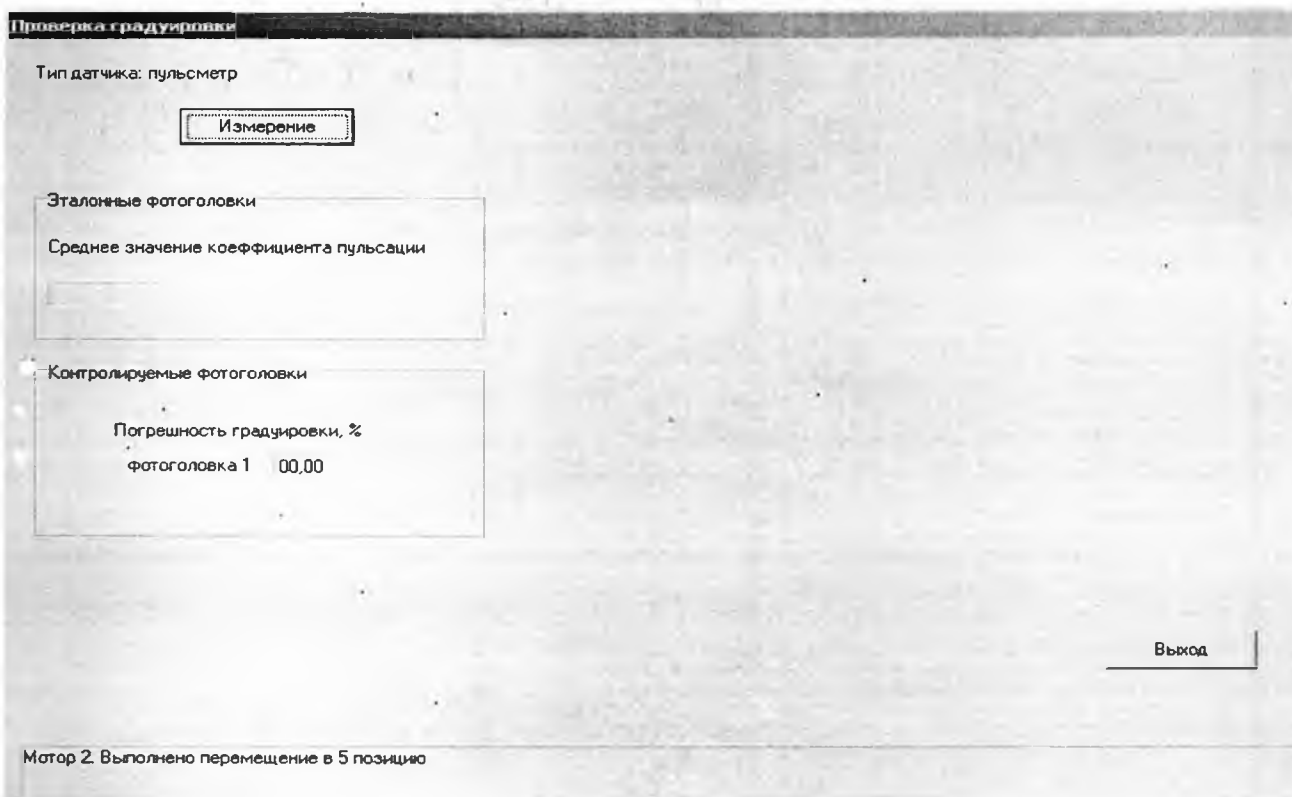 Проверка градуировки
Тип датчика: пульсметр
Измерение
Эталонные фотоголовки
Среднее значение коеффициента пульсации
Контролируемые фотоголовки
Погрешность градуировки, %
фотоголовка 1 00,00
Выход
Мотор 2. Выполнено перемещение в 5 позицию